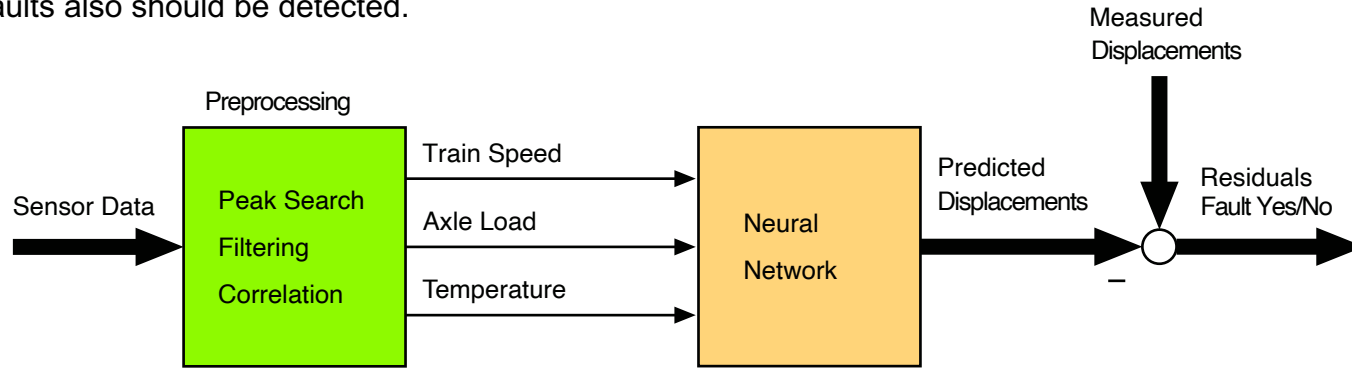 aults also should be detected.
Measured
Displacements
Preprocessing
Sensor Data
Peak Search
Filtering
Correlation
Train Speed
Axle Load
Temperature
Neural
Network
Predicted
Displacements
–
Residuals
Fault Yes/No